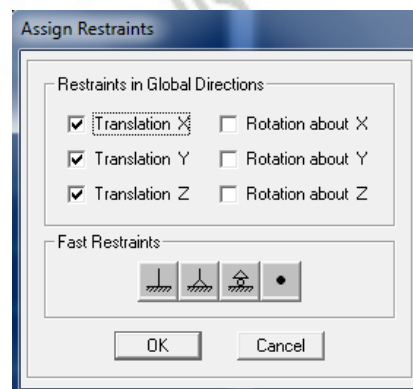 Assign Restraints
Restraints in Global Directions
Translation X Rotation about X
Translation Y Rotation about Y
Translation Z Rotation about Z
Fast Restraints
OK Cancel